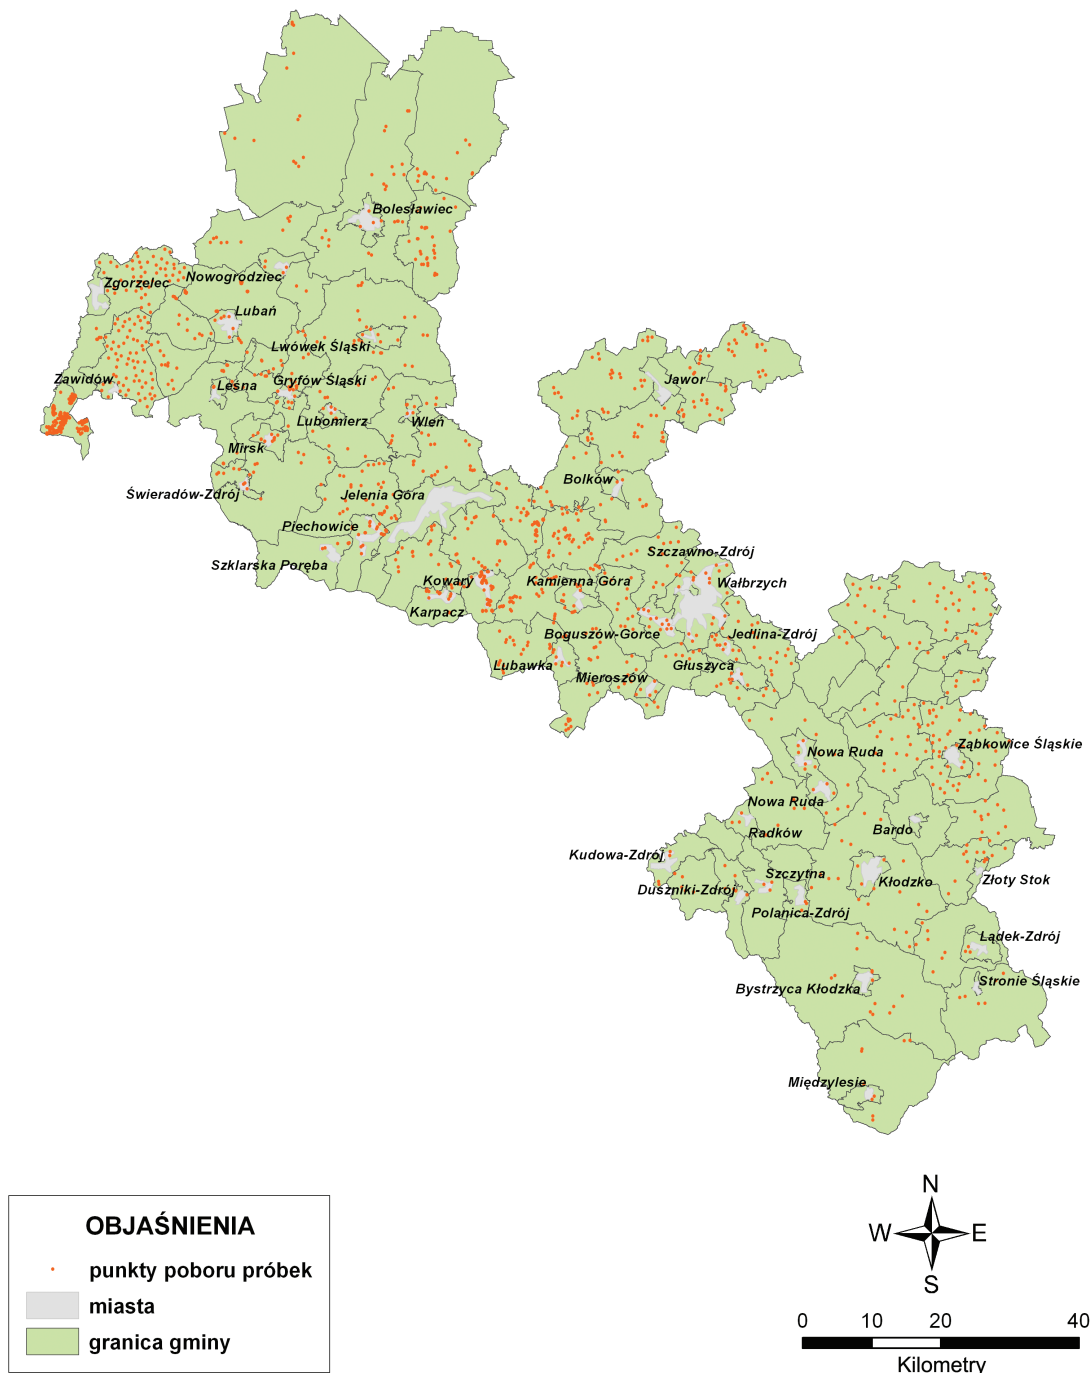 Bolesławiec
Zgorzelec
Nowogrodziec
Lubań
Lwówek Śląski
Zawidów
Leśna
Gryfów Śląski
Jawor
Lubomierz
Wleń
Mirsk
Bolków
Świeradów-Zdrój
Jelenia Góra
Piechowice
Szklarska Poręba
Szczawno-Zdrój
Kowary
Kamienna Góra
Wałbrzych
Karpacz
Boguszów-Gorce
Jedlina-Zdrój
Lubawka
Głuszyca
Mieroszów
Ząbkowice Śląskie
Nowa Ruda
Nowa Ruda
Radków
Bardo
Kudowa-Zdrój
Szczytna
Kłodzko
Złoty Stok
Duszniki-Zdrój
Polanica-Zdrój
Lądek-Zdrój
Bystrzyca Kłodzka
Stronie Śląskie
Międzylesie
OBJAŚNIENIA
punkty poboru próbek
miasta
granica gminy
N
W E
S
0 10 20 40
Kilometry